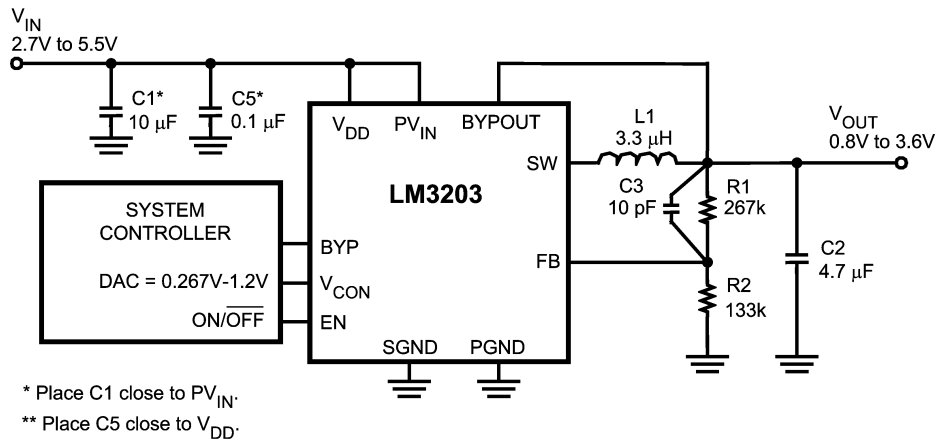 VIN
2.7V to 5.5V
C1*
10 μF
C5*
0.1 μF
VDD
PVIN
BYPOUT
L1
3.3 μH
VOUT
0.8V to 3.6V
SW
LM3203
C3
10 pF
R1
267k
SYSTEM
CONTROLLER
BYP
FB
C2
4.7 μF
DAC = 0.267V-1.2V
VCON
R2
133k
ON/OFF
EN
SGND
PGND
* Place C1 close to PVIN.
** Place C5 close to VDD.